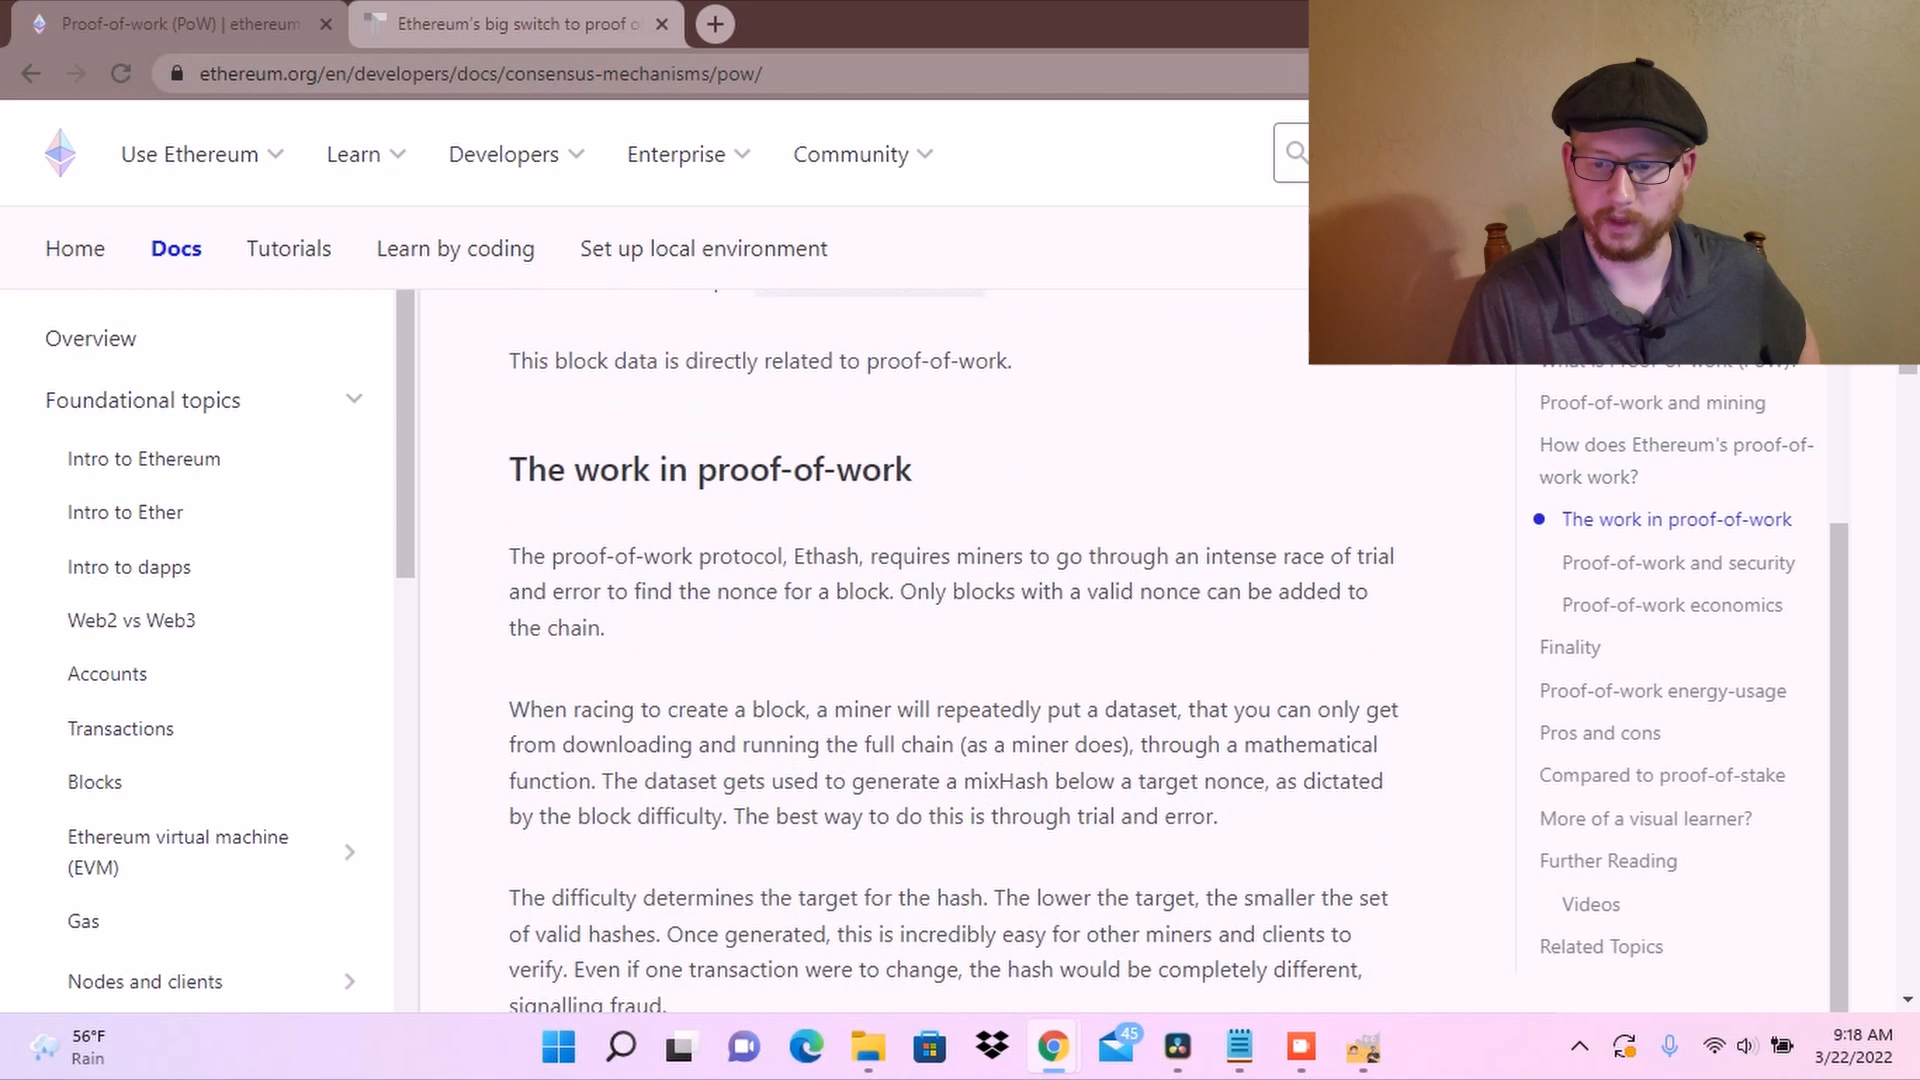 Proof-of-work (PoW) | ethereum
Ethereum's big switch to proof o
ethereum.org/en/developers/docs/consensus-mechanisms/pow/
Use Ethereum
Learn
Developers
Enterprise
Community
Home
Docs
Tutorials
Learn by coding
Set up local environment
Overview
Foundational topics
Intro to Ethereum
Intro to Ether
Intro to dapps
Web2 vs Web3
Accounts
Transactions
Blocks
Ethereum virtual machine
(EVM)
Gas
Nodes and clients
This block data is directly related to proof-of-work.
The work in proof-of-work
The proof-of-work protocol, Ethash, requires miners to go through an intense race of trial
and error to find the nonce for a block. Only blocks with a valid nonce can be added to
the chain.
When racing to create a block, a miner will repeatedly put a dataset, that you can only get
from downloading and running the full chain (as a miner does), through a mathematical
function. The dataset gets used to generate a mixHash below a target nonce, as dictated
by the block difficulty. The best way to do this is through trial and error.
The difficulty determines the target for the hash. The lower the target, the smaller the set
of valid hashes. Once generated, this is incredibly easy for other miners and clients to
verify. Even if one transaction were to change, the hash would be completely different,
signalling fraud.
Proof-of-work and mining
How does Ethereum's proof-of-
work work?
The work in proof-of-work
Proof-of-work and security
Proof-of-work economics
Finality
Proof-of-work energy-usage
Pros and cons
Compared to proof-of-stake
More of a visual learner?
Further Reading
Videos
Related Topics
56°F
Rain
45
9:18 AM
3/22/2022